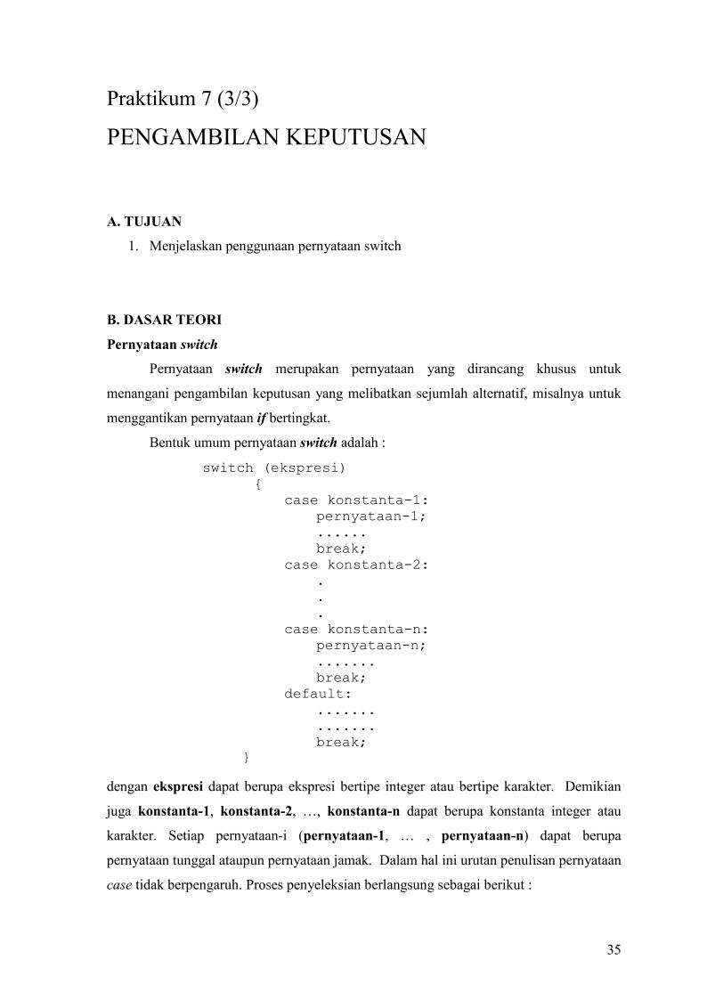 Praktikum 7 (3/3)
PENGAMBILAN KEPUTUSAN
A. TUJUAN
1. Menjelaskan penggunaan pernyataan switch
B. DASAR TEORI
Pernyataan switch
Pernyataan switch merupakan pernyataan yang dirancang khusus untuk
menangani pengambilan keputusan yang melibatkan sejumlah alternatif, misalnya untuk
menggantikan pernyataan if bertingkat.
Bentuk umum pernyataan switch adalah :
switch (ekspresi)
{
case konstanta-1:
pernyataan-1;
......
break;
case konstanta-2:
.
.
.
case konstanta-n:
pernyataan-n;
.......
break;
default:
.......
.......
break;
}
dengan ekspresi dapat berupa ekspresi bertipe integer atau bertipe karakter. Demikian
juga konstanta-1, konstanta-2, …, konstanta-n dapat berupa konstanta integer atau
karakter. Setiap pernyataan-i (pernyataan-1, … , pernyataan-n) dapat berupa
pernyataan tunggal ataupun pernyataan jamak. Dalam hal ini urutan penulisan pernyataan
case tidak berpengaruh. Proses penyeleksian berlangsung sebagai berikut :
35